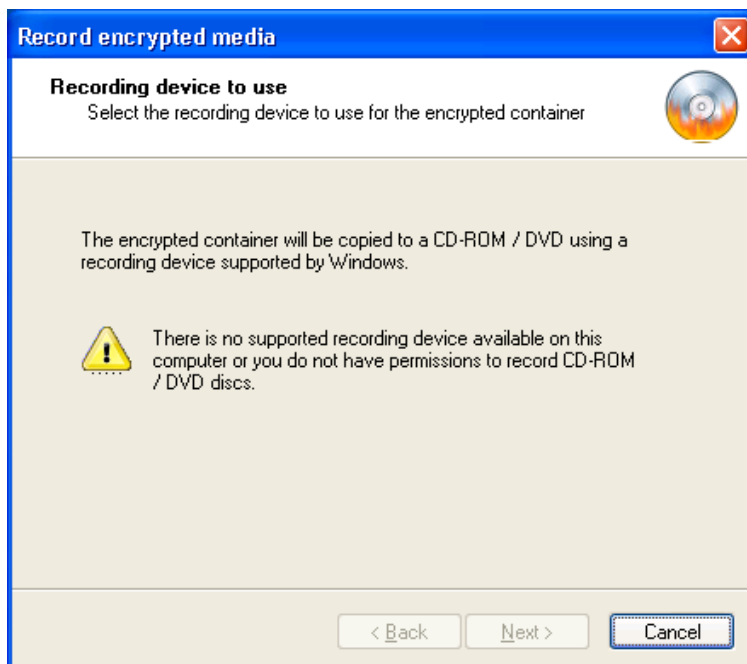 Record encrypted media
Recording device to use
Select the recording device to use for the encrypted container
The encrypted container will be copied to a CD-ROM / DVD using a
recording device supported by Windows.
There is no supported recording device available on this
computer or you do not have permissions to record CD-ROM
/ DVD discs.
< Back
Next >
Cancel